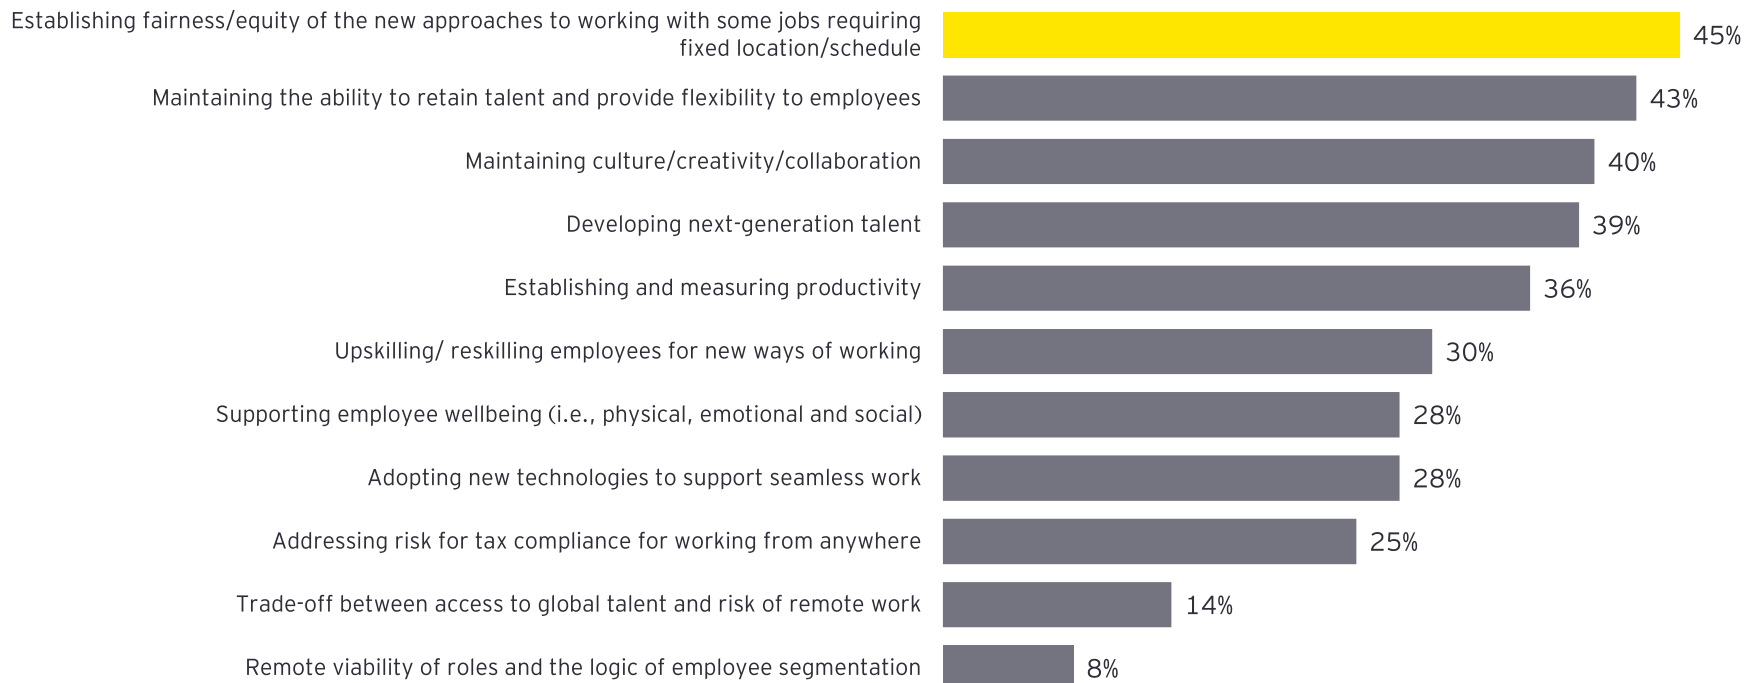 Establishing fairness/equity of the new approaches to working with some jobs requiring
fixed location/schedule
45%
Maintaining the ability to retain talent and provide flexibility to employees
43%
Maintaining culture/creativity/collaboration
40%
Developing next-generation talent
39%
Establishing and measuring productivity
36%
Upskilling/ reskilling employees for new ways of working
30%
Supporting employee wellbeing (i.e., physical, emotional and social)
28%
Adopting new technologies to support seamless work
28%
Addressing risk for tax compliance for working from anywhere
25%
Trade-off between access to global talent and risk of remote work
14%
Remote viability of roles and the logic of employee segmentation
8%